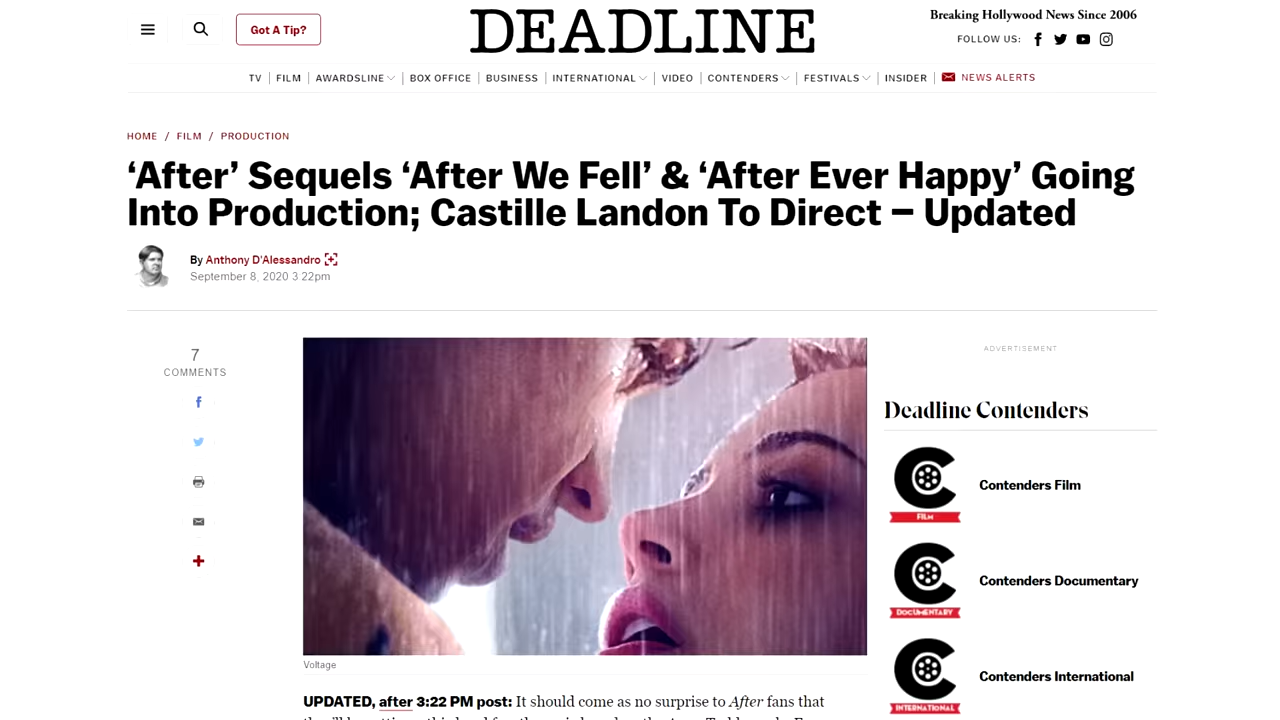 Got A Tip?
DEADLINE
Breaking Hollywood News Since 2006
FOLLOW US:
TV
FILM
AWARDSLINE
BOX OFFICE
BUSINESS
INTERNATIONAL
VIDEO
CONTENDERS
FESTIVALS
INSIDER
NEWS ALERTS
HOME / FILM / PRODUCTION
‘After’ Sequels ‘After We Fell’ & ‘After Ever Happy’ Going
Into Production; Castille Landon To Direct – Updated
By Anthony D'Alessandro
September 8, 2020 3:22pm
7
COMMENTS
Voltage
UPDATED, after 3:22 PM post: It should come as no surprise to After fans that
ADVERTISEMENT
Deadline Contenders
FILM
Contenders Film
DOCUMENTARY
Contenders Documentary
INTERNATIONAL
Contenders International